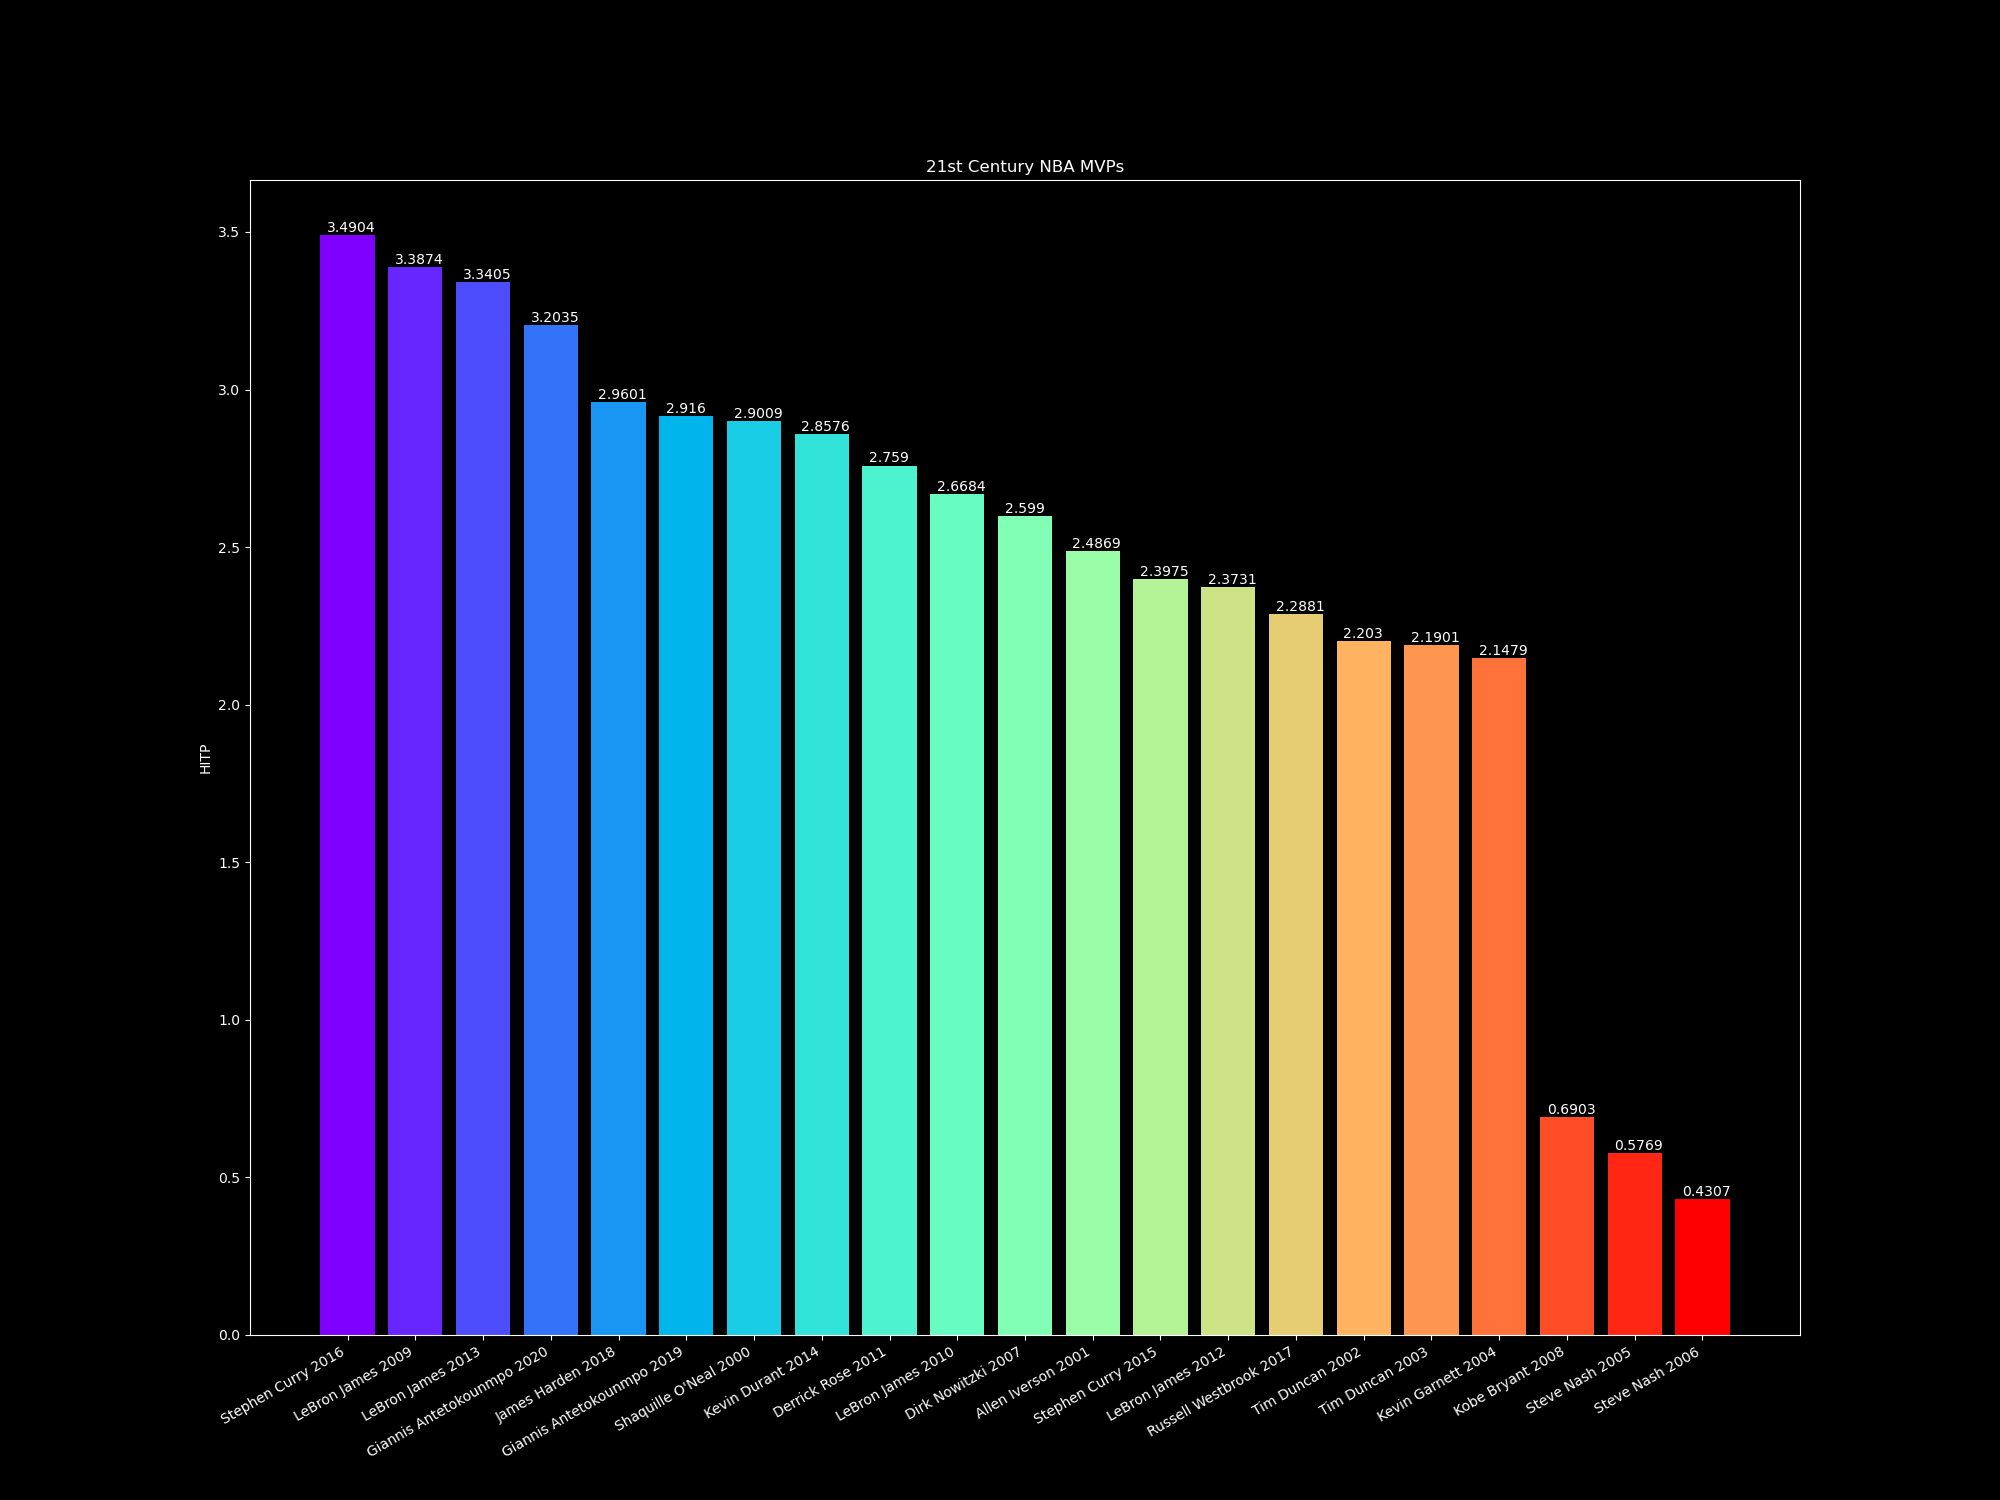 21st Century NBA MVPs
HITP
3.5
3.0
2.5
2.0
1.5
1.0
0.5
0.0
3.4904
3.3874
3.3405
3.2035
2.9601
2.916
2.9009
2.8576
2.759
2.6684
2.599
2.4869
2.3975
2.3731
2.2881
2.203
2.1901
2.1479
0.6903
0.5769
0.4307
Stephen Curry 2016
LeBron James 2009
LeBron James 2013
Giannis Antetokounmpo 2020
James Harden 2018
Giannis Antetokounmpo 2019
Shaquille O'Neal 2000
Kevin Durant 2014
Derrick Rose 2011
LeBron James 2010
Dirk Nowitzki 2007
Allen Iverson 2001
Stephen Curry 2015
LeBron James 2012
Russell Westbrook 2017
Tim Duncan 2002
Tim Duncan 2003
Kevin Garnett 2004
Kobe Bryant 2008
Steve Nash 2005
Steve Nash 2006